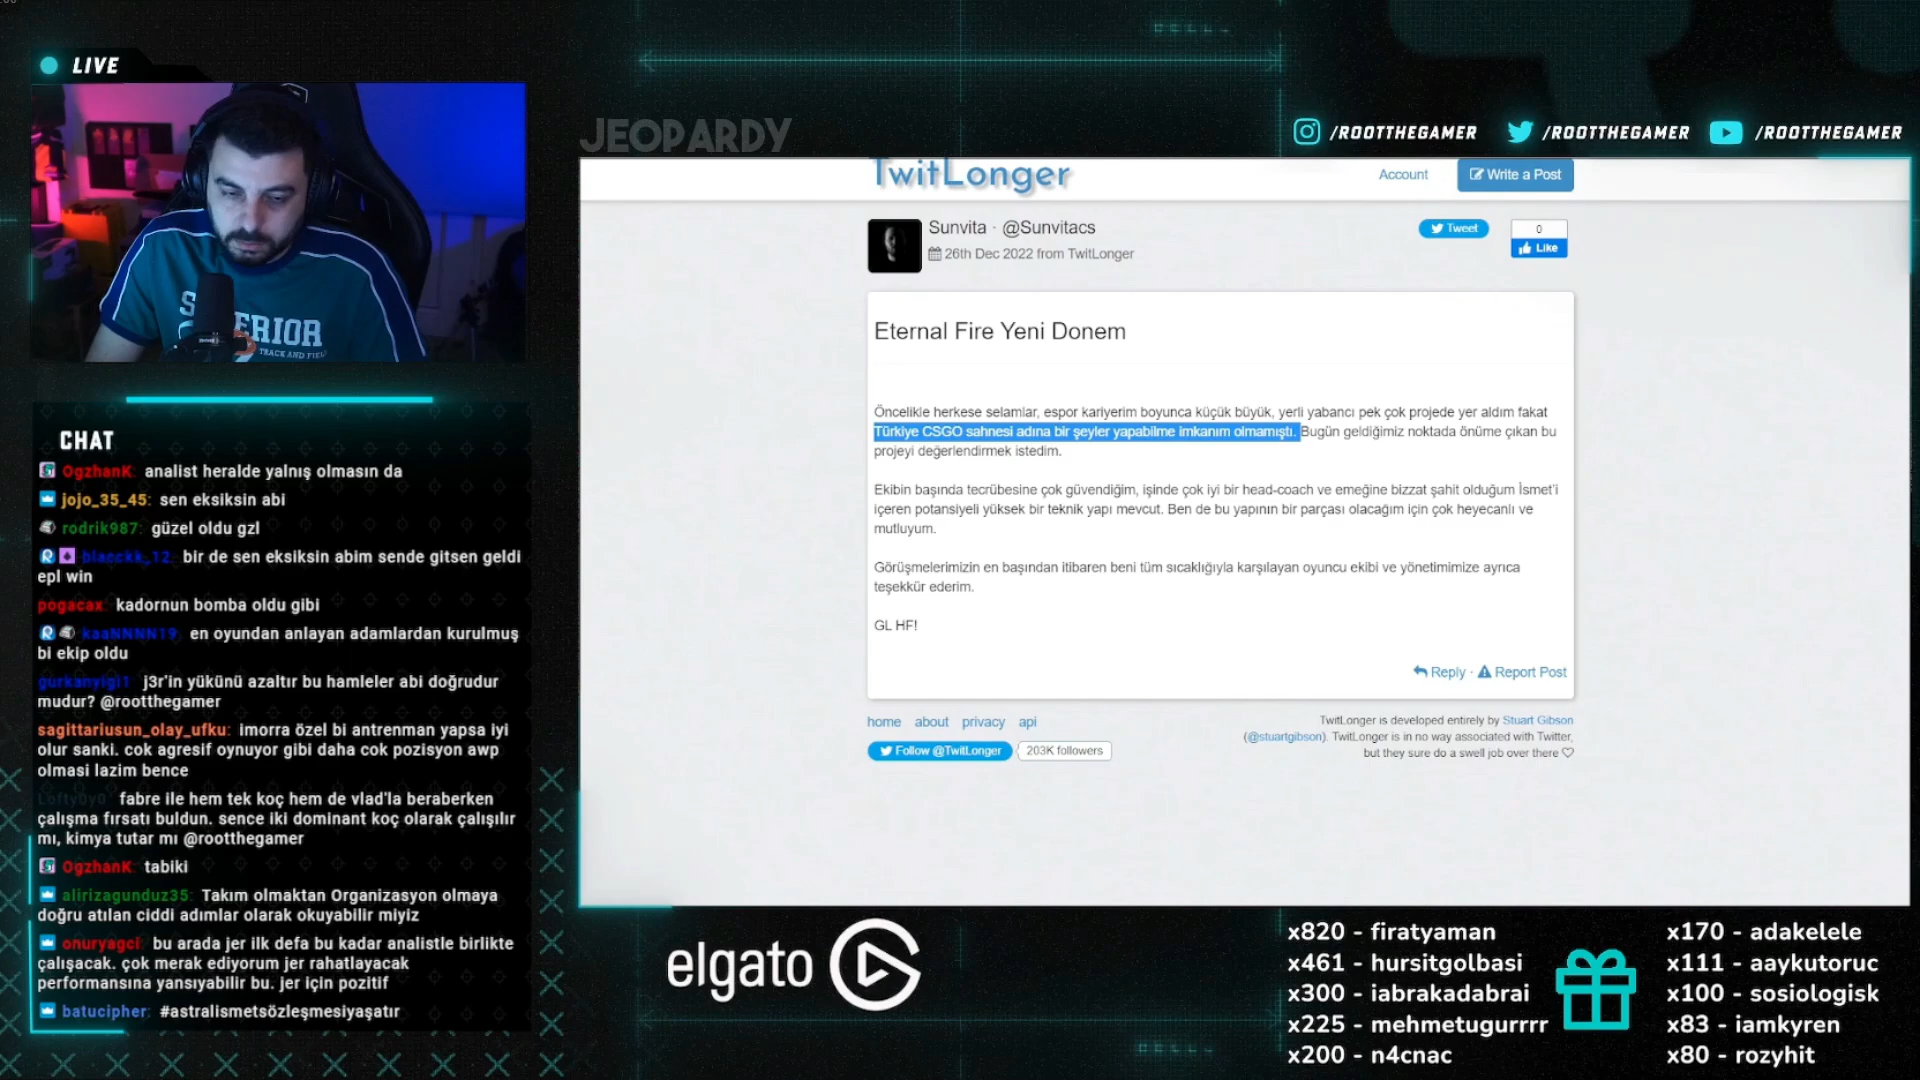 LIVE
JEOPARDY
/ROOTTHEGAMER
/ROOTTHEGAMER
/ROOTTHEGAMER
TwitLonger
Account
Write a Post
Sunvita · @Sunvitacs
26th Dec 2022 from TwitLonger
Tweet
0
Like
Eternal Fire Yeni Donem
Öncelikle herkese selamlar, espor kariyerim boyunca küçük büyük, yerli yabancı pek çok projede yer aldım fakat
Türkiye CSGO sahnesi adına bir şeyler yapabilme imkanım olmamıştı. Bugün geldiğimiz noktada önüme çıkan bu
projeyi değerlendirmek istedim.
Ekibin başında tecrübesine çok güvendiğim, işinde çok iyi bir head-coach ve emeğine bizzat şahit olduğum İsmet'i
içeren potansiyeli yüksek bir teknik yapı mevcut. Ben de bu yapının bir parçası olacağım için çok heyecanlı ve
mutluyum.
Görüşmelerimizin en başından itibaren beni tüm sıcaklığıyla karşılayan oyuncu ekibi ve yönetimimize ayrıca
teşekkür ederim.
GL HF!
Reply · Report Post
home about privacy api
Follow @TwitLonger 203K followers
TwitLonger is developed entirely by Stuart Gibson
(@stuartgibson). TwitLonger is in no way associated with Twitter,
but they sure do a swell job over there
TRACK AND FIELD
CHAT
OgzhanK: analist heralde yalnış olmasın da
jojo_35_45: sen eksiksin abi
rodrik987: güzel oldu gzl
blacckk_12: bir de sen eksiksin abim sende gitsen geldi
epl win
pogacax: kadornun bomba oldu gibi
kaaNNNN19: en oyundan anlayan adamlardan kurulmuş
bi ekip oldu
gurkanyigi1: j3r'in yükünü azaltır bu hamleler abi doğrudur
mudur? @rootthegamer
sagittariusun_olay_ufku: imorra özel bi antrenman yapsa iyi
olur sanki. cok agresif oynuyor gibi daha cok pozisyon awp
olmasi lazim bence
fabre ile hem tek koç hem de vlad'la beraberken
çalışma fırsatı buldun. sence iki dominant koç olarak çalışılır
mı, kimya tutar mı @rootthegamer
OgzhanK: tabiki
alirizagunduz35: Takım olmaktan Organizasyon olmaya
doğru atılan ciddi adımlar olarak okuyabilir miyiz
onuryagci: bu arada jer ilk defa bu kadar analistle birlikte
çalışacak. çok merak ediyorum jer rahatlayacak
performansına yansıyabilir bu. jer için pozitif
batucipher: #astralismetsözleşmesiyaşatır
elgato
x820 - firatyaman
x461 - hursitgolbasi
x300 - iabrakadabrai
x225 - mehmetugurrrr
x200 - n4cnac
x170 - adakelele
x111 - aaykutoruc
x100 - sosiologisk
x83 - iamkyren
x80 - rozyhit